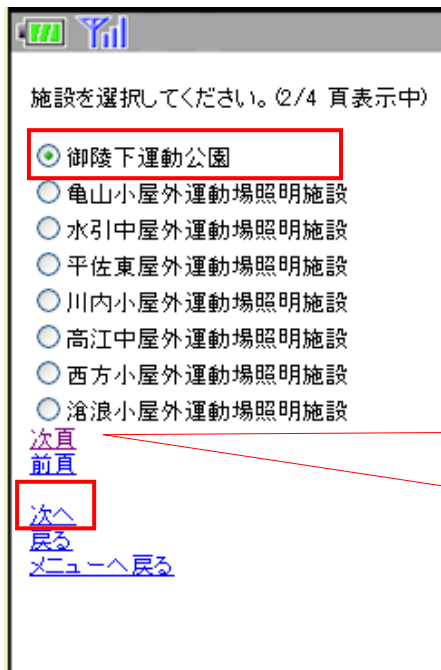 施設を選択してください。(2/4 頁表示中)
御陵下運動公園
亀山小屋外運動場照明施設
水引中屋外運動場照明施設
平佐東屋外運動場照明施設
川内小屋外運動場照明施設
高江中屋外運動場照明施設
西方小屋外運動場照明施設
滄浪小屋外運動場照明施設
次頁
前頁
次へ
戻る
メニューへ戻る